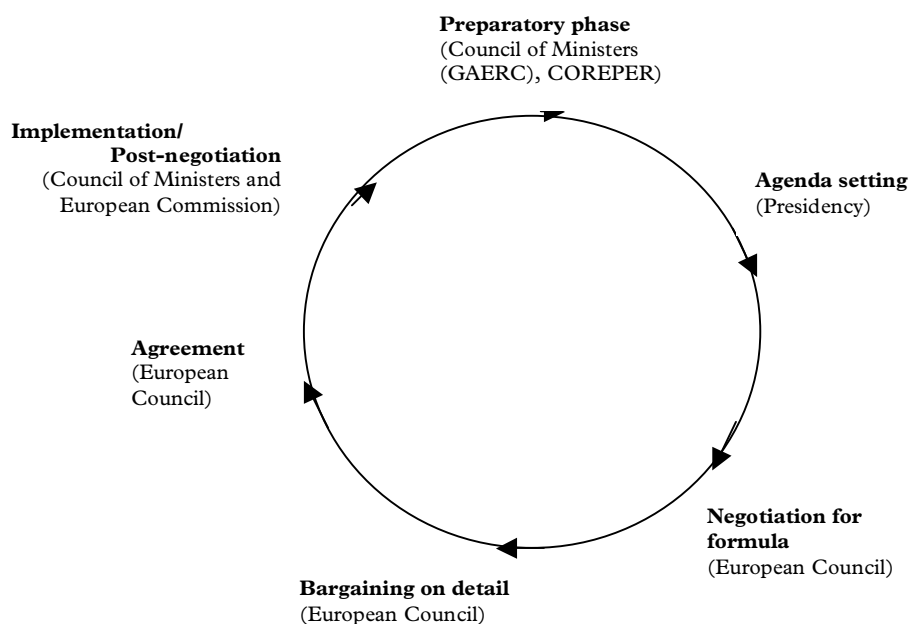 Preparatory phase
(Council of Ministers
(GAERC), COREPER)
Agenda setting
(Presidency)
Negotiation for
formula
(European Council)
Bargaining on detail
(European Council)
Agreement
(European
Council)
Implementation/
Post-negotiation
(Council of Ministers and
European Commission)